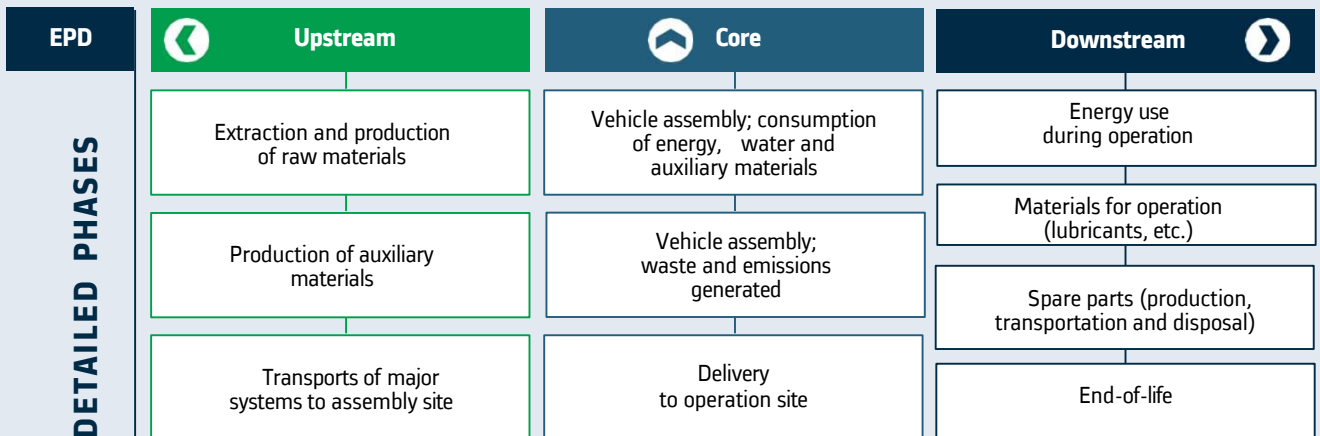 EPD
Upstream
Core
Downstream
DETAILED PHASES
Extraction and production
of raw materials
Production of auxiliary
materials
Transports of major
systems to assembly site
Vehicle assembly; consumption
of energy, water and
auxiliary materials
Vehicle assembly;
waste and emissions
generated
Delivery
to operation site
Energy use
during operation
Materials for operation
(lubricants, etc.)
Spare parts (production,
transportation and disposal)
End-of-life